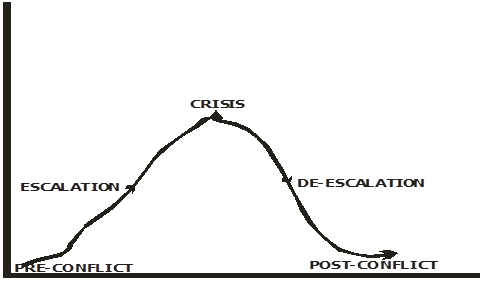 CRISIS
ESCALATION
DE-ESCALATION
PRE-CONFLICT
POST-CONFLICT